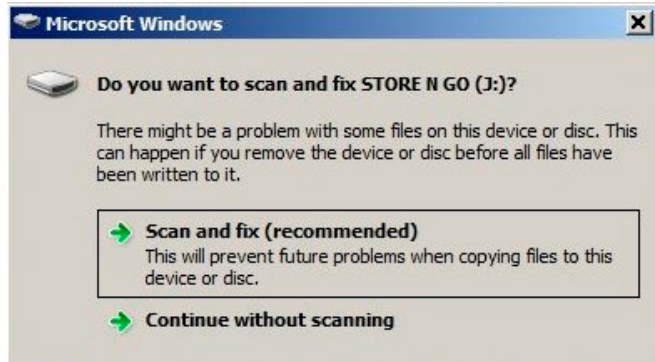 Microsoft Windows
Do you want to scan and fix STORE N GO (J:)?
There might be a problem with some files on this device or disc. This
can happen if you remove the device or disc before all files have
been written to it.
Scan and fix (recommended)
This will prevent future problems when copying files to this
device or disc.
Continue without scanning